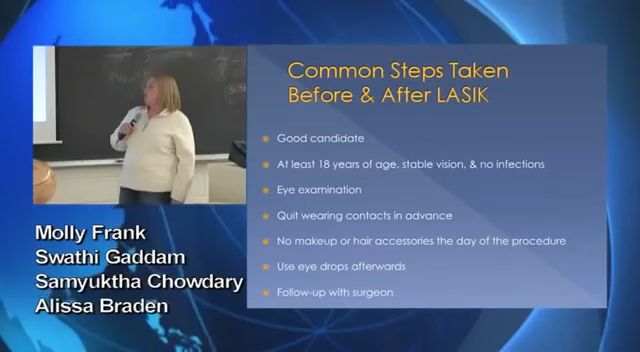 Common Steps Taken
Before & After LASIK
Good candidate
At least 18 years of age, stable vision, & no infections
Eye examination
Quit wearing contacts in advance
No makeup or hair accessories the day of the procedure
Use eye drops afterwards
Follow-up with surgeon
Molly Frank
Swathi Gaddam
Samyuktha Chowdary
Alissa Braden